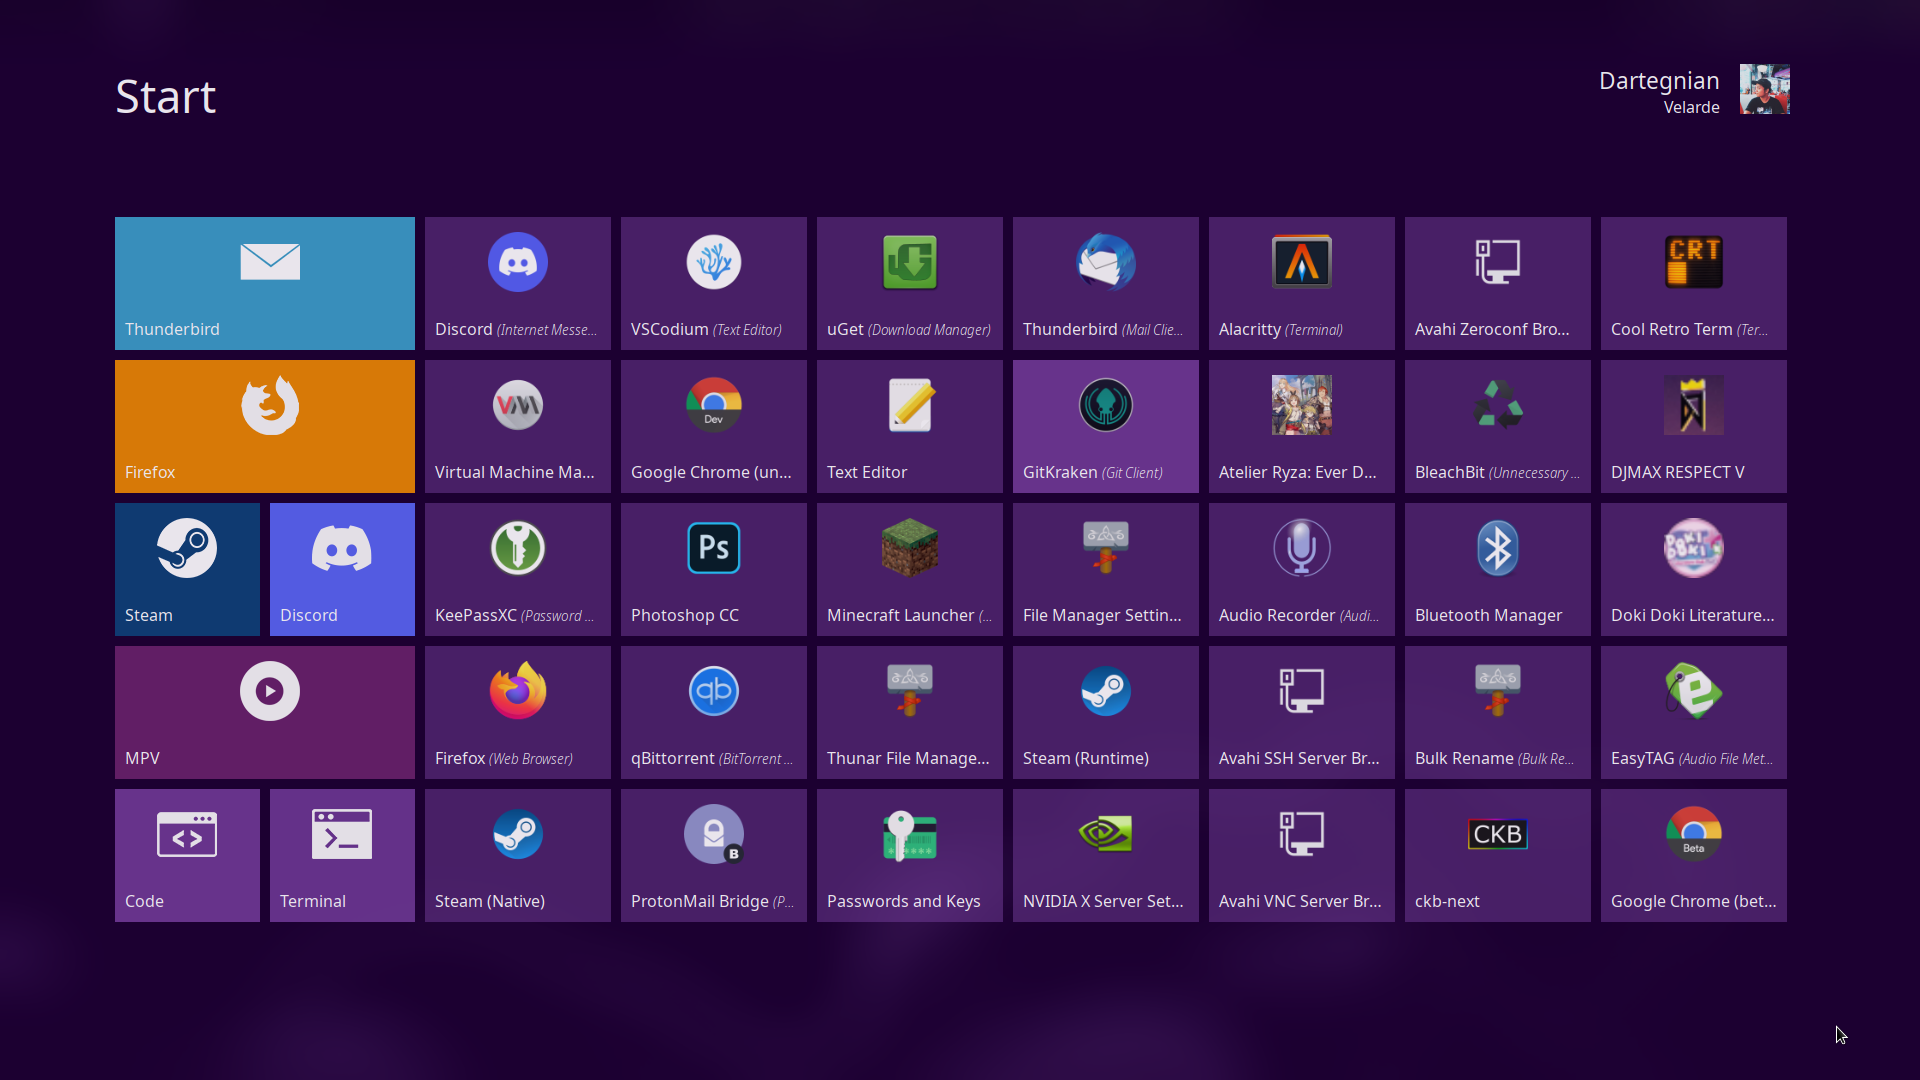 Start
Dartegnian
Velarde
Thunderbird
Discord (Internet Messe...
VSCodium (Text Editor)
uGet (Download Manager)
Thunderbird (Mail Clie...
Alacritty (Terminal)
Avahi Zeroconf Bro...
CRT
Cool Retro Term (Ter...
Firefox
VM
Virtual Machine Ma...
Dev
Google Chrome (un...
Text Editor
GitKraken (Git Client)
Atelier Ryza: Ever D...
BleachBit (Unnecessary ...
DJMAX RESPECT V
Steam
Discord
KeePassXC (Password ...
Ps
Photoshop CC
Minecraft Launcher (...
File Manager Settin...
Audio Recorder (Audi...
Bluetooth Manager
DOKI DOKI
Doki Doki Literature...
MPV
Firefox (Web Browser)
qb
qBittorrent (BitTorrent ...
Thunar File Manage...
Steam (Runtime)
Avahi SSH Server Br...
Bulk Rename (Bulk Re...
e
EasyTAG (Audio File Met...
Code
Terminal
Steam (Native)
B
ProtonMail Bridge (P...
Passwords and Keys
NVIDIA X Server Set...
Avahi VNC Server Br...
CKB
ckb-next
Beta
Google Chrome (bet...